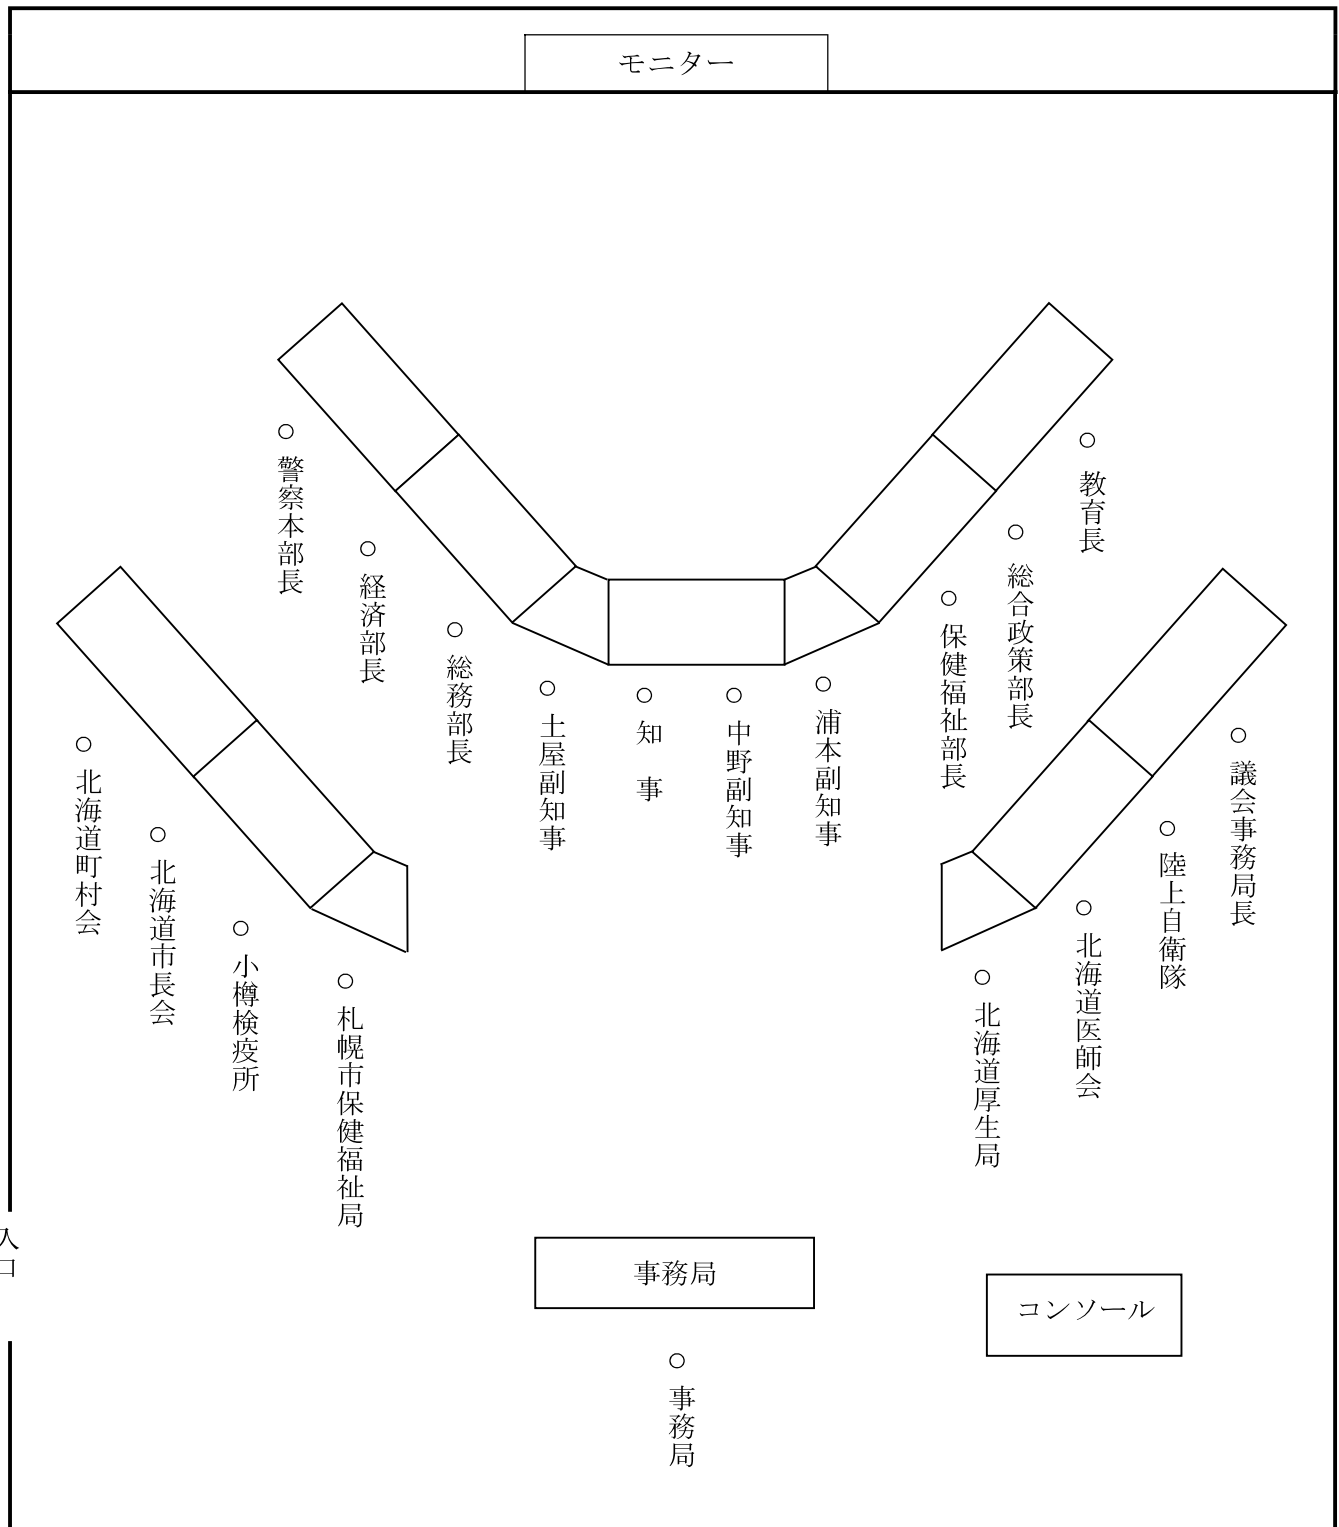 モニター
警察本部長
経済部長
総務部長
土屋副知事
知　事
中野副知事
浦本副知事
保健福祉部長
総合政策部長
教育長
北海道町村会
北海道市長会
小樽検疫所
札幌市保健福祉局
北海道厚生局
北海道医師会
陸上自衛隊
議会事務局長
入口
事務局
コンソール
事務局